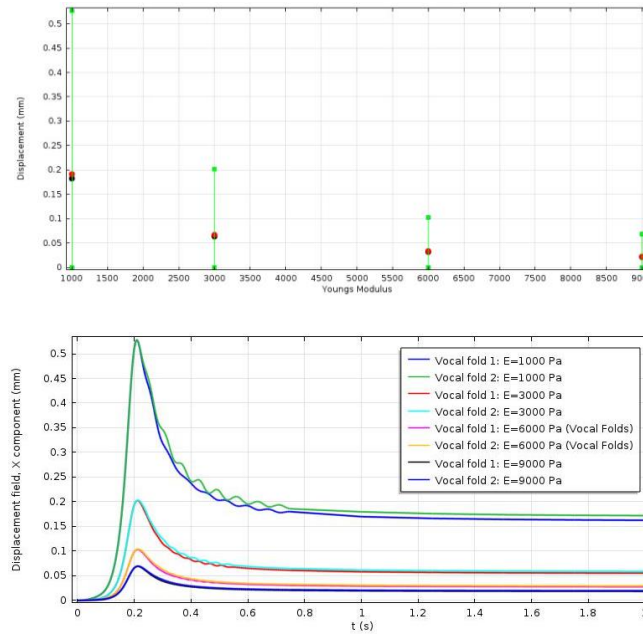 0.5
0.45
0.4
0.35
0.3
0.25
0.2
0.15
0.1
0.05
0
Displacement (mm)
1000 1500 2000 2500 3000 3500 4000 4500 5000 5500 6000 6500 7000 7500 8000 8500
Youngs Modulus
0.5
0.45
0.4
0.35
0.3
0.25
0.2
0.15
0.1
0.05
0
Displacement field, X component (mm)
Vocal fold 1: E=1000 Pa
Vocal fold 2: E=1000 Pa
Vocal fold 1: E=3000 Pa
Vocal fold 2: E=3000 Pa
Vocal fold 1: E=6000 Pa (Vocal Folds)
Vocal fold 2: E=6000 Pa (Vocal Folds)
Vocal fold 1: E=9000 Pa
Vocal fold 2: E=9000 Pa
0 0.2 0.4 0.6 0.8 1 1.2 1.4 1.6 1.8
t (s)